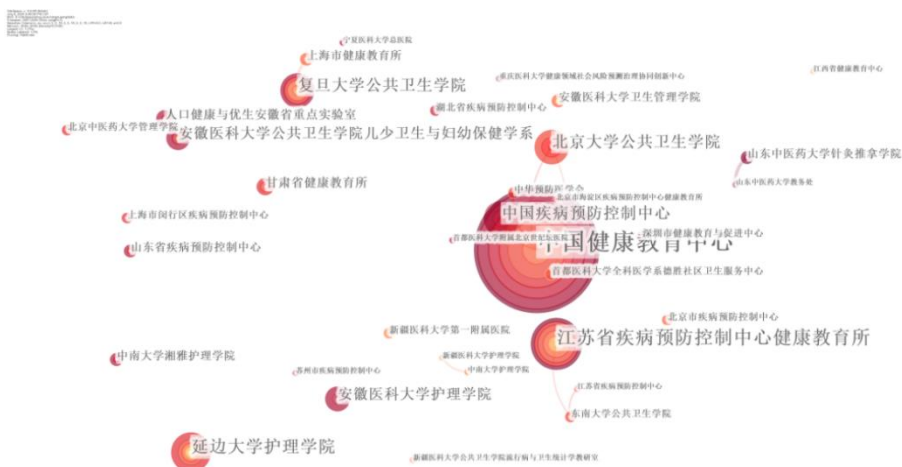 宁夏医科大学总医院
上海市健康教育所
江西省健康教育中心
重庆医科大学健康领域社会风险预测治理协同创新中心
复旦大学公共卫生学院
安徽医科大学卫生管理学院
湖北省疾病预防控制中心
人口健康与优生安徽省重点实验室
北京中医药大学管理学院
安徽医科大学公共卫生学院儿少卫生与妇幼保健学系
北京大学公共卫生学院
山东中医药大学针灸推拿学院
山东中医药大学教务处
甘肃省健康教育所
中华预防医学会
北京市海淀区疾病预防控制中心健康教育所
中国疾病预防控制中心
上海市闵行区疾病预防控制中心
深圳市健康教育与促进中心
首都医科大学附属北京世纪坛医院
中国健康教育中心
山东省疾病预防控制中心
首都医科大学全科医学系德胜社区卫生服务中心
北京市疾病预防控制中心
新疆医科大学第一附属医院
江苏省疾病预防控制中心健康教育所
中南大学湘雅护理学院
新疆医科大学护理学院
中南大学护理学院
苏州市疾病预防控制中心
江苏省疾病预防控制中心
安徽医科大学护理学院
东南大学公共卫生学院
延边大学护理学院
新疆医科大学公共卫生学院流行病与卫生统计学教研室